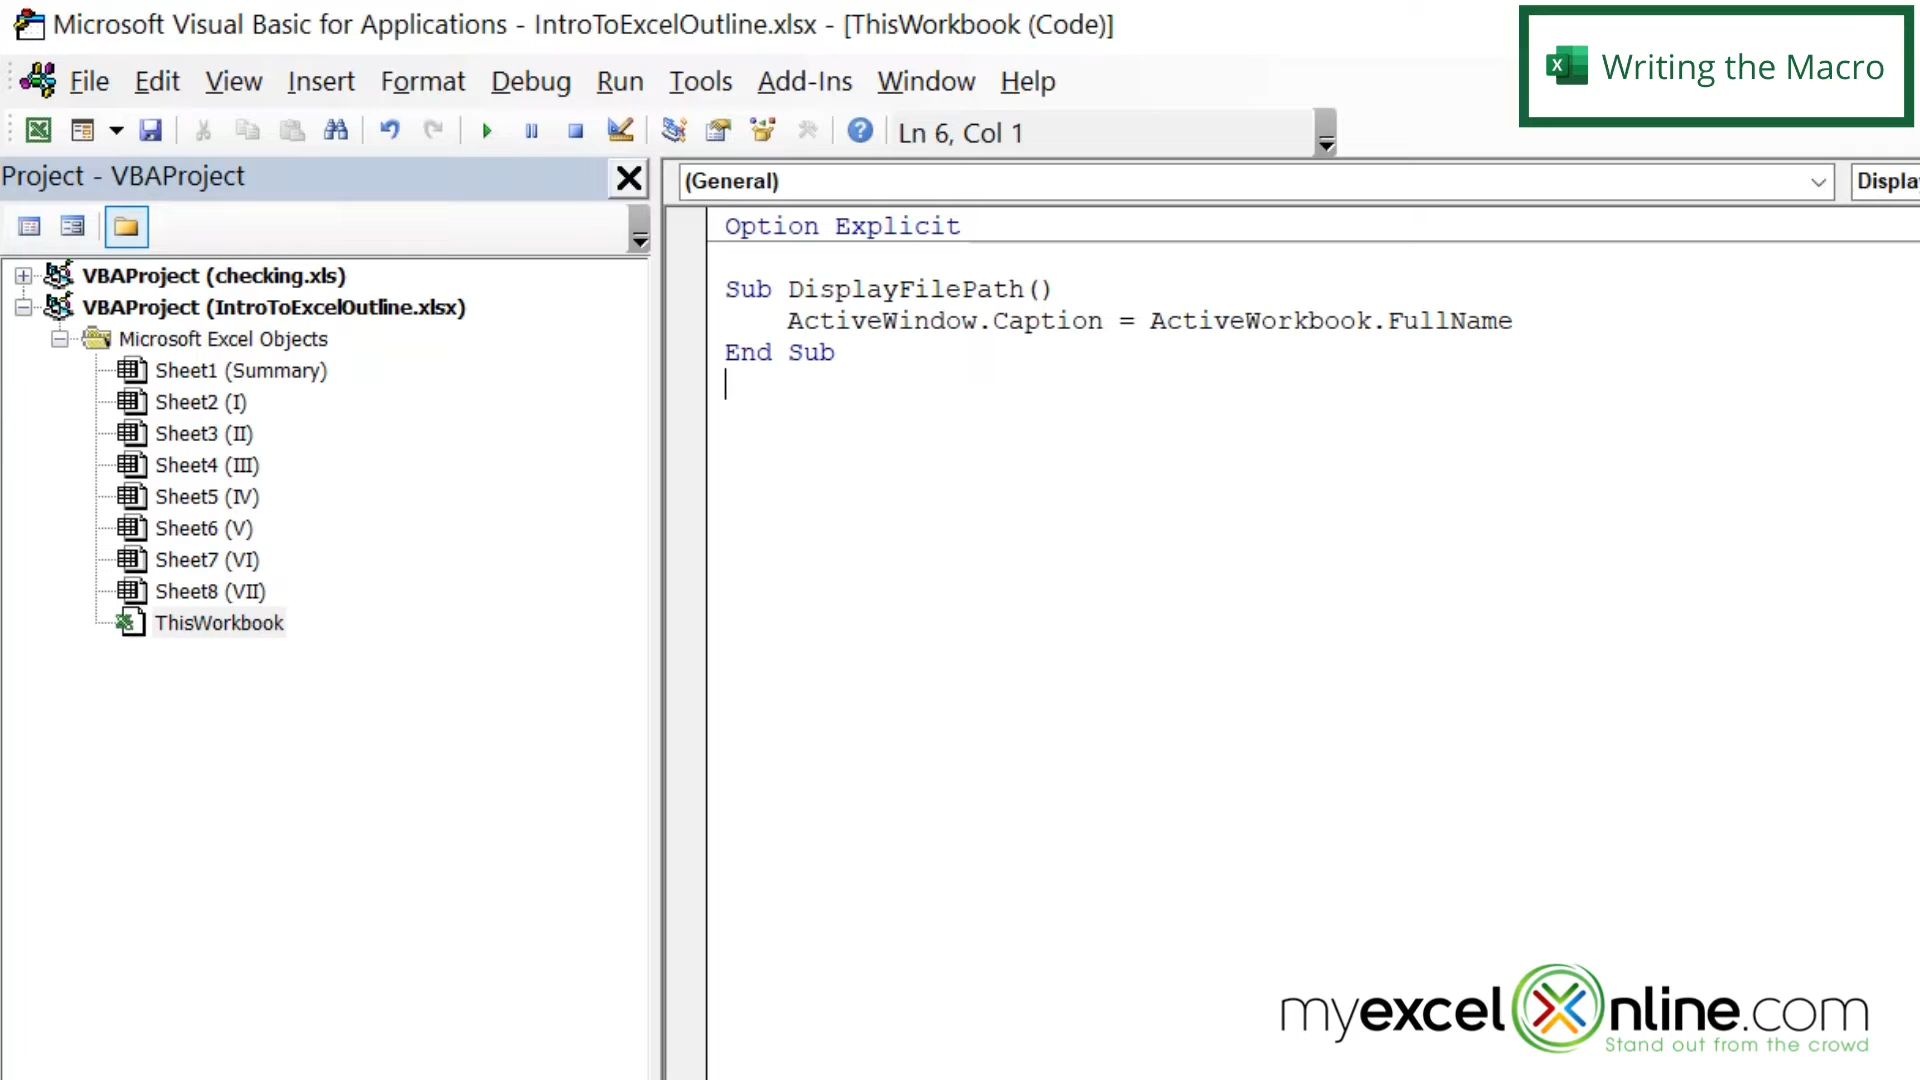 Microsoft Visual Basic for Applications - IntroToExcelOutline.xlsx - [ThisWorkbook (Code)]
Writing the Macro
File Edit View Insert Format Debug Run Tools Add-Ins Window Help
Ln 6, Col 1
Project - VBAProject
(General)
Displa
Option Explicit
VBAProject (checking.xls)
VBAProject (IntroToExcelOutline.xlsx)
Microsoft Excel Objects
Sheet1 (Summary)
Sheet2 (I)
Sheet3 (II)
Sheet4 (III)
Sheet5 (IV)
Sheet6 (V)
Sheet7 (VI)
Sheet8 (VII)
ThisWorkbook
Sub DisplayFilePath()
ActiveWindow.Caption = ActiveWorkbook.FullName
End Sub
myexcelOnline.com
Stand out from the crowd